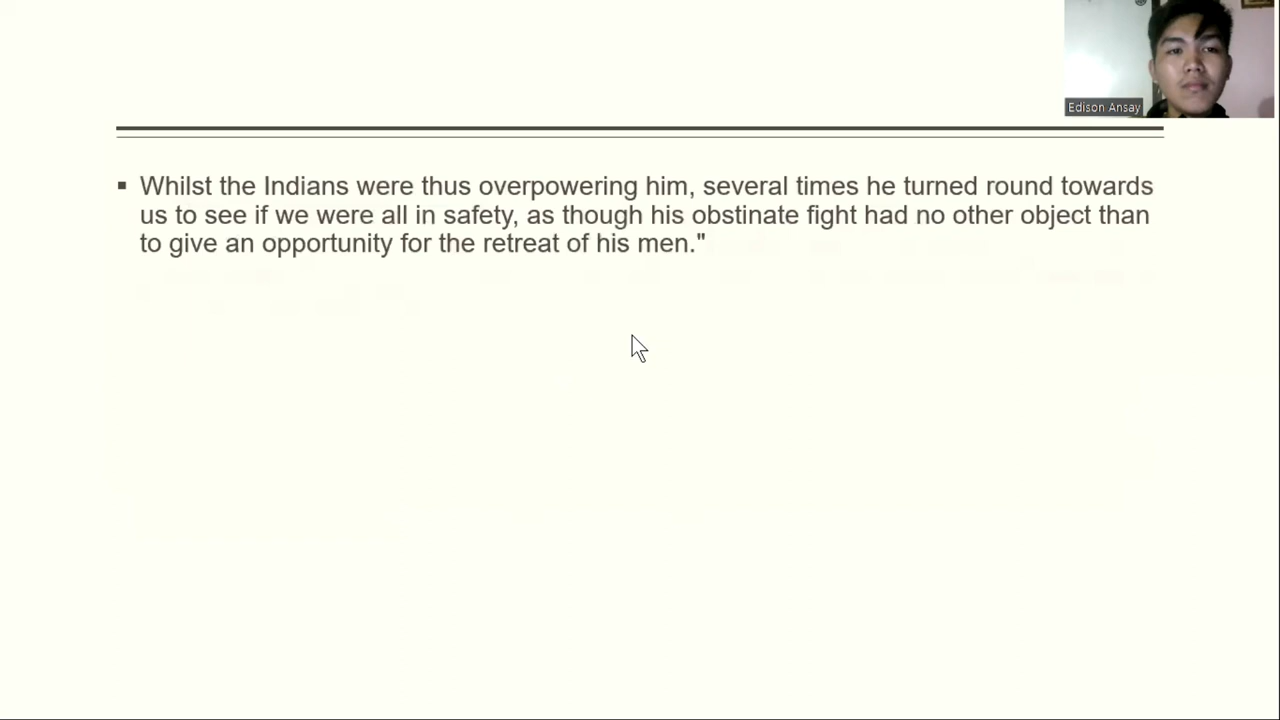 Edison Ansay
▪ Whilst the Indians were thus overpowering him, several times he turned round towards
us to see if we were all in safety, as though his obstinate fight had no other object than
to give an opportunity for the retreat of his men."